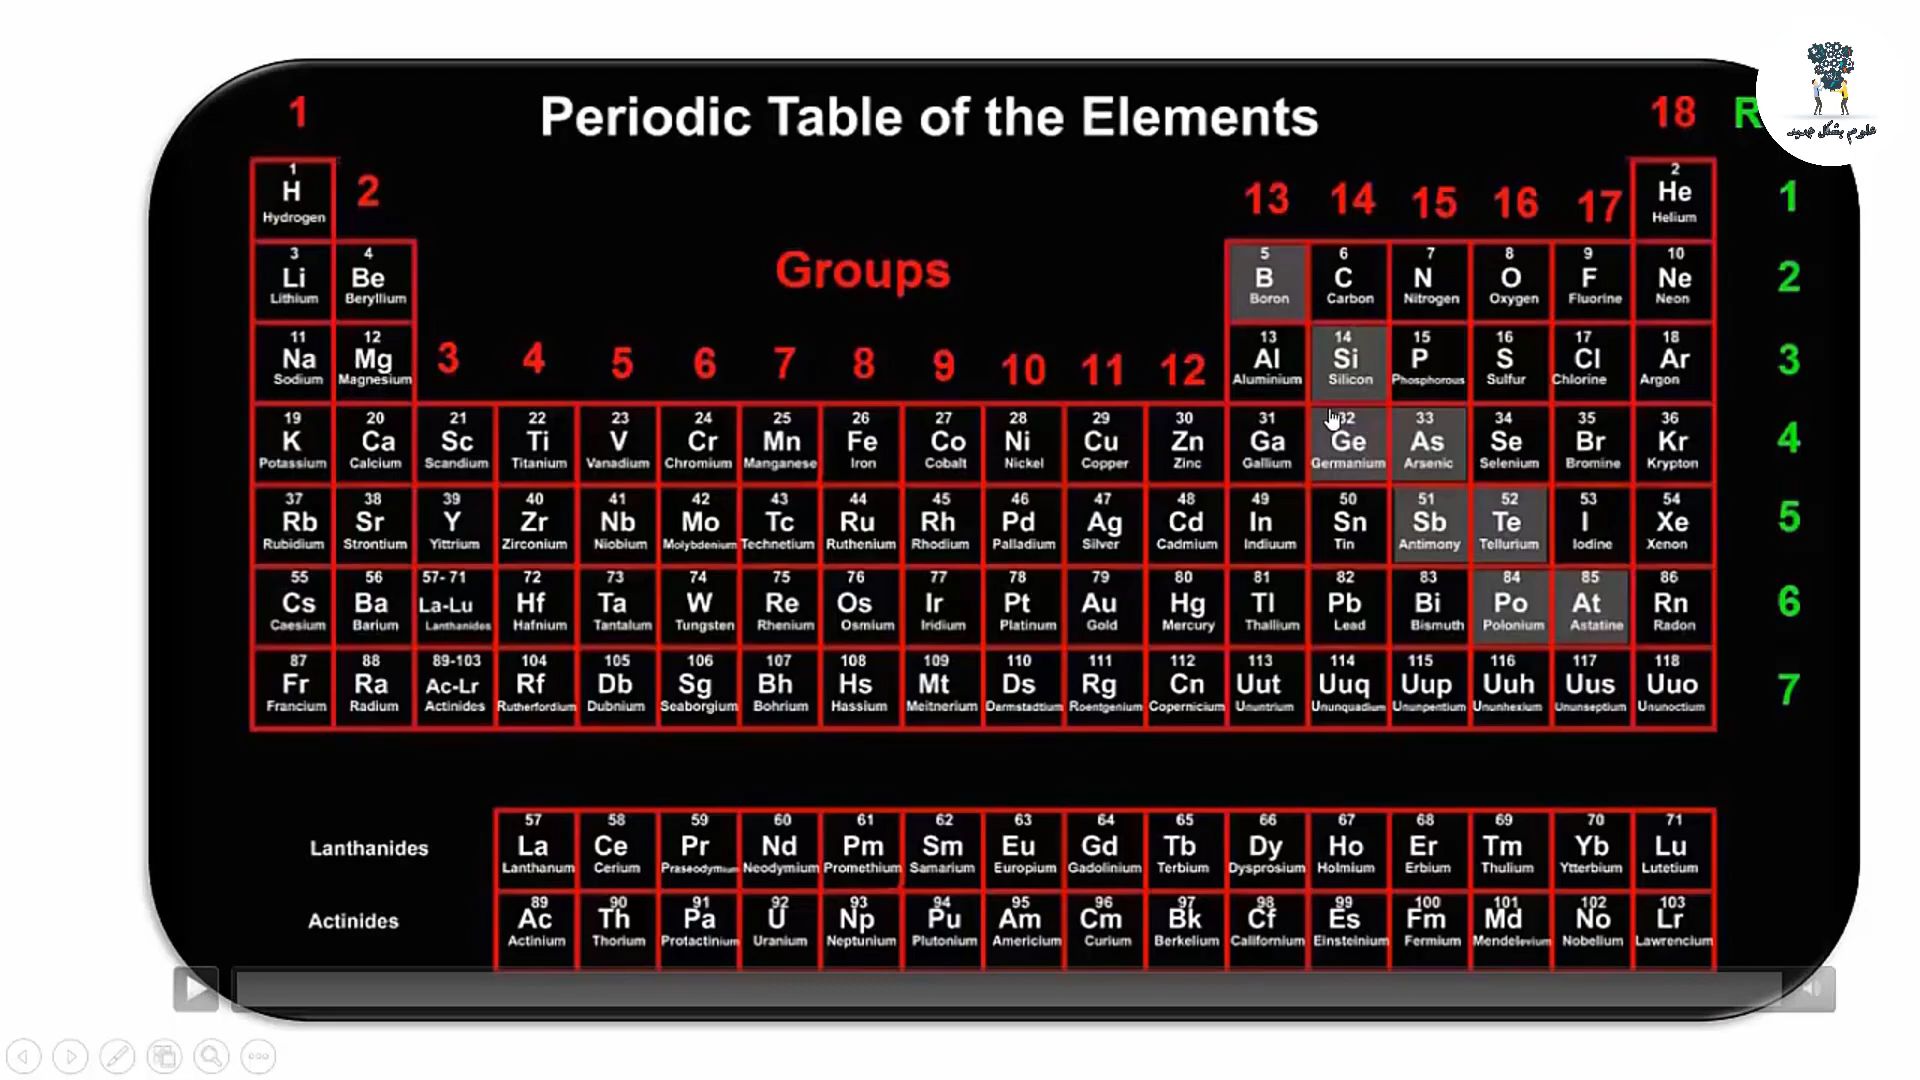 علوم بشكل جديد
Periodic Table of the Elements
1 18 R
1 2 13 14 15 16 17 2 1
H He
Hydrogen Helium
Groups
3 4 5 6 7 8 9 10 2
Li Be B C N O F Ne
Lithium Beryllium Boron Carbon Nitrogen Oxygen Fluorine Neon
3 4 5 6 7 8 9 10 11 12
11 12 13 14 15 16 17 18 3
Na Mg Al Si P S Cl Ar
Sodium Magnesium Aluminium Silicon Phosphorous Sulfur Chlorine Argon
19 20 21 22 23 24 25 26 27 28 29 30 31 32 33 34 35 36 4
K Ca Sc Ti V Cr Mn Fe Co Ni Cu Zn Ga Ge As Se Br Kr
Potassium Calcium Scandium Titanium Vanadium Chromium Manganese Iron Cobalt Nickel Copper Zinc Gallium Germanium Arsenic Selenium Bromine Krypton
37 38 39 40 41 42 43 44 45 46 47 48 49 50 51 52 53 54 5
Rb Sr Y Zr Nb Mo Tc Ru Rh Pd Ag Cd In Sn Sb Te I Xe
Rubidium Strontium Yittrium Zirconium Niobium Molybdenium Technetium Ruthenium Rhodium Palladium Silver Cadmium Indiuum Tin Antimony Tellurium Iodine Xenon
55 56 57- 71 72 73 74 75 76 77 78 79 80 81 82 83 84 85 86 6
Cs Ba La-Lu Hf Ta W Re Os Ir Pt Au Hg Tl Pb Bi Po At Rn
Caesium Barium Lanthanides Hafnium Tantalum Tungsten Rhenium Osmium Iridium Platinum Gold Mercury Thallium Lead Bismuth Polonium Astatine Radon
87 88 89-103 104 105 106 107 108 109 110 111 112 113 114 115 116 117 118 7
Fr Ra Ac-Lr Rf Db Sg Bh Hs Mt Ds Rg Cn Uut Uuq Uup Uuh Uus Uuo
Francium Radium Actinides Rutherfordium Dubnium Seaborgium Bohrium Hassium Meitnerium Darmstadtium Roentgenium Copernicium Ununtrium Ununquadium Ununpentium Ununhexium Ununseptium Ununoctium
57 58 59 60 61 62 63 64 65 66 67 68 69 70 71
Lanthanides La Ce Pr Nd Pm Sm Eu Gd Tb Dy Ho Er Tm Yb Lu
Lanthanum Cerium Praseodymium Neodymium Promethium Samarium Europium Gadolinium Terbium Dysprosium Holmium Erbium Thulium Ytterbium Lutetium
89 90 91 92 93 94 95 96 97 98 99 100 101 102 103
Actinides Ac Th Pa U Np Pu Am Cm Bk Cf Es Fm Md No Lr
Actinium Thorium Protactinium Uranium Neptunium Plutonium Americium Curium Berkelium Californium Einsteinium Fermium Mendelevium Nobelium Lawrencium